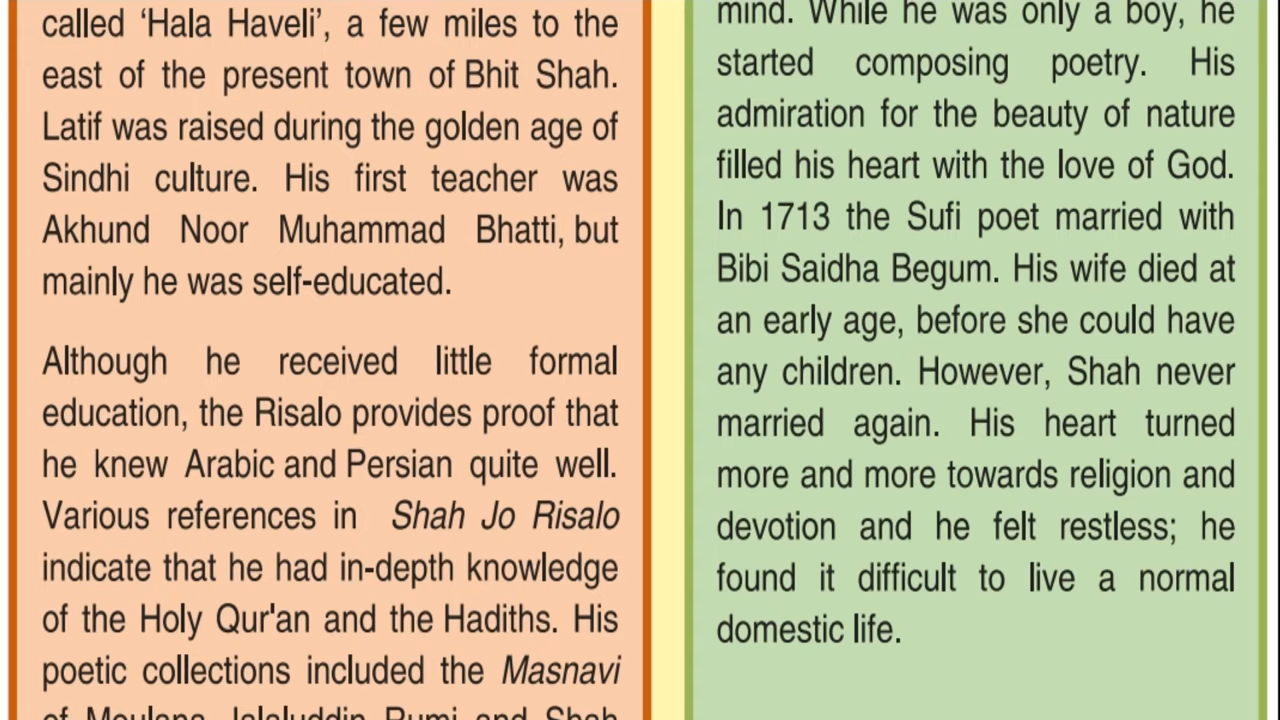 called ‘Hala Haveli’, a few miles to the
east of the present town of Bhit Shah.
Latif was raised during the golden age of
Sindhi culture. His first teacher was
Akhund Noor Muhammad Bhatti, but
mainly he was self-educated.
Although he received little formal
education, the Risalo provides proof that
he knew Arabic and Persian quite well.
Various references in Shah Jo Risalo
indicate that he had in-depth knowledge
of the Holy Qur'an and the Hadiths. His
poetic collections included the Masnavi
of Moulana Jalaluddin Rumi and Shah
mind. While he was only a boy, he
started composing poetry. His
admiration for the beauty of nature
filled his heart with the love of God.
In 1713 the Sufi poet married with
Bibi Saidha Begum. His wife died at
an early age, before she could have
any children. However, Shah never
married again. His heart turned
more and more towards religion and
devotion and he felt restless; he
found it difficult to live a normal
domestic life.